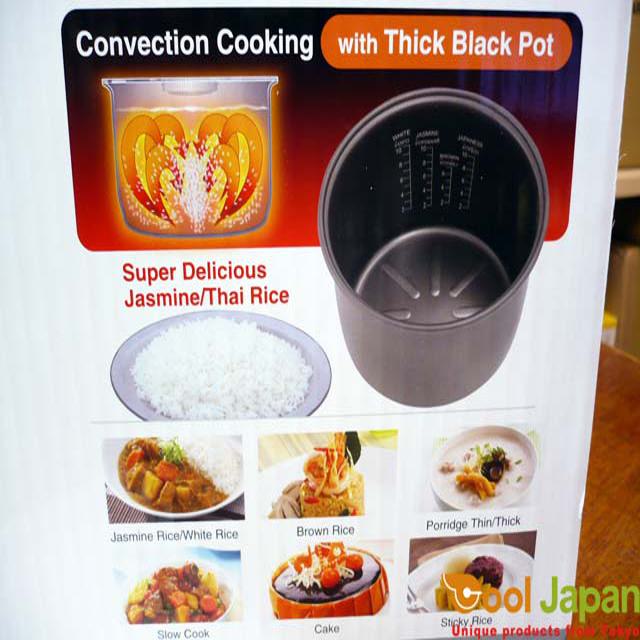 Convection Cooking with Thick Black Pot
WHITE
JASMINE
JAPANESE
BROWN
Super Delicious
Jasmine/Thai Rice
Jasmine Rice/White Rice
Brown Rice
Porridge Thin/Thick
Slow Cook
Cake
Sticky Rice
Cool Japan
Unique products from